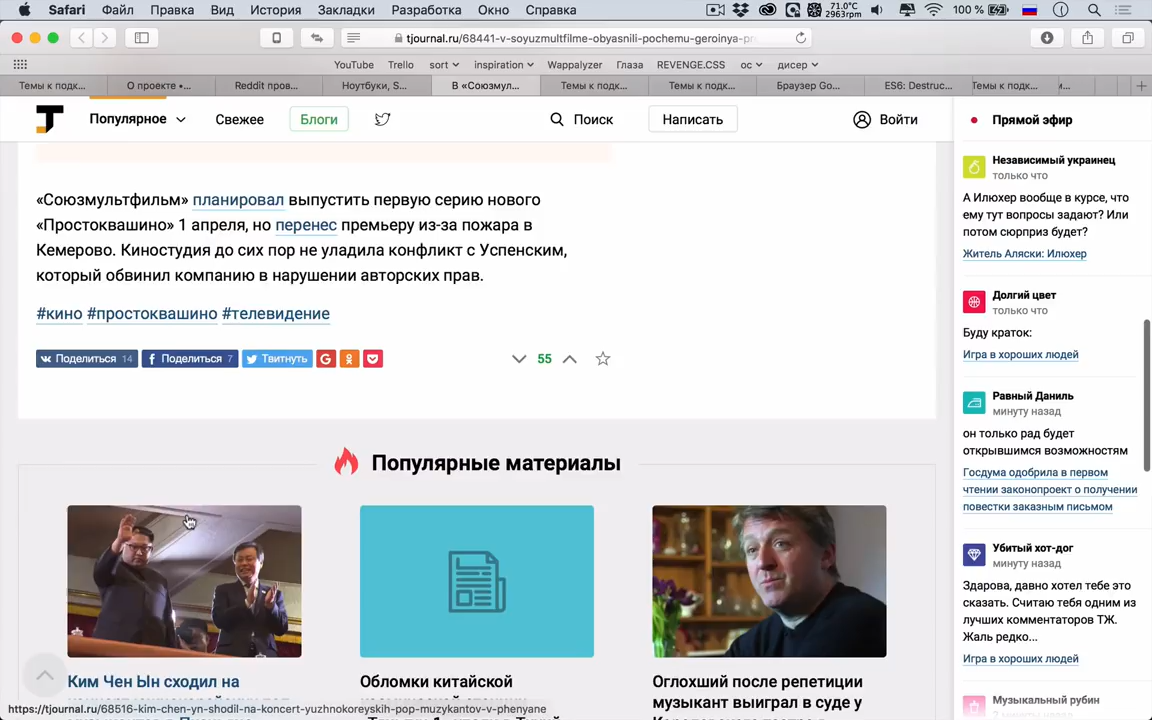 Safari Файл Правка Вид История Закладки Разработка Окно Справка 71.0°C 2963rpm 100 %
tjournal.ru/68441-v-soyuzmultfilme-obyasnili-pochemu-geroinya-pr
YouTube Trello sort inspiration Wappalyzer Глаза REVENGE.CSS ос дисер
Темы к подк... О проекте •... Reddit пров... Ноутбуки, S... В «Союзмул... Темы к подк... Темы к подк... Браузер Go... ES6: Destruc... Темы к подк...
Популярное Свежее Блоги Поиск Написать Войти
«Союзмультфильм» планировал выпустить первую серию нового
«Простоквашино» 1 апреля, но перенес премьеру из-за пожара в
Кемерово. Киностудия до сих пор не уладила конфликт с Успенским,
который обвинил компанию в нарушении авторских прав.
#кино #простоквашино #телевидение
Поделиться 14 Поделиться 7 Твитнуть 55
Популярные материалы
Ким Чен Ын сходил на
Обломки китайской
Оглохший после репетиции
музыкант выиграл в суде у
https://tjournal.ru/68516-kim-chen-yn-shodil-na-koncert-yuzhnokoreyskih-pop-muzykantov-v-phenyane
Прямой эфир
Независимый украинец
только что
А Илюхер вообще в курсе, что
ему тут вопросы задают? Или
потом сюрприз будет?
Житель Аляски: Илюхер
Долгий цвет
только что
Буду краток:
Игра в хороших людей
Равный Даниль
минуту назад
он только рад будет
открывшимся возможностям
Госдума одобрила в первом
чтении законопроект о получении
повестки заказным письмом
Убитый хот-дог
минуту назад
Здарова, давно хотел тебе это
сказать. Считаю тебя одним из
лучших комментаторов ТЖ.
Жаль редко...
Игра в хороших людей
Музыкальный рубин